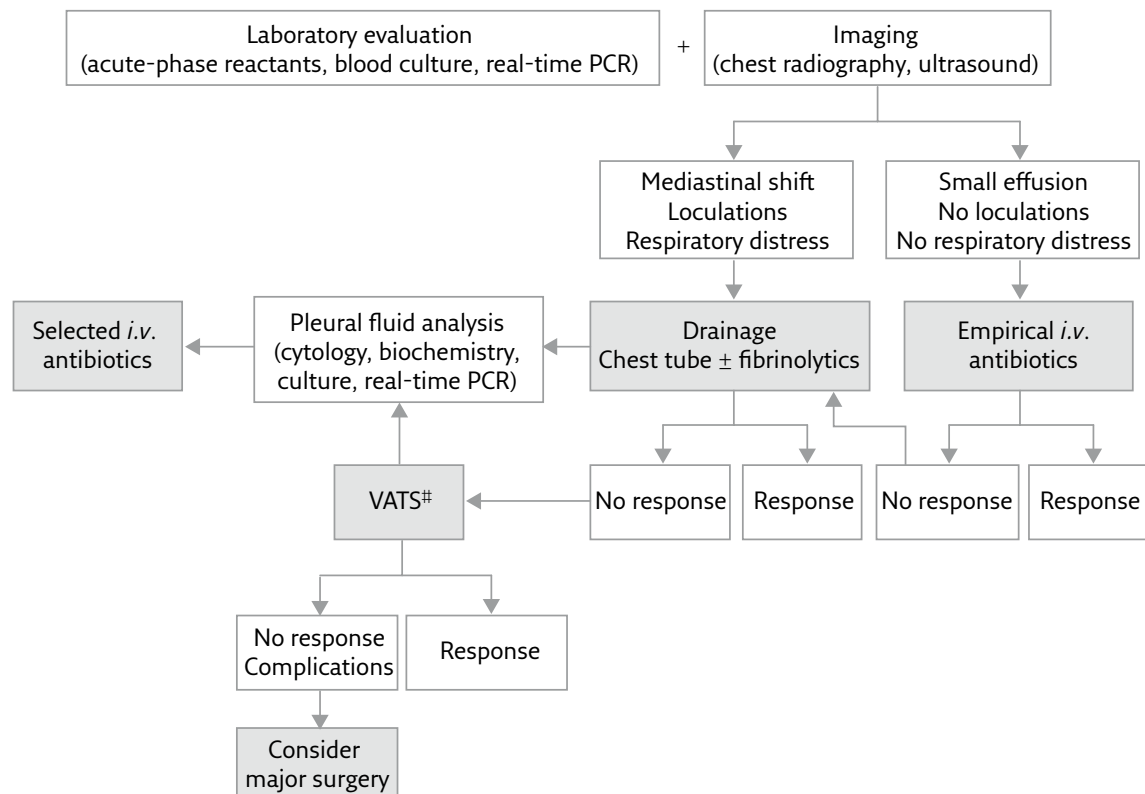 Laboratory evaluation
(acute-phase reactants, blood culture, real-time PCR)
+
Imaging
(chest radiography, ultrasound)
Mediastinal shift
Loculations
Respiratory distress
Small effusion
No loculations
No respiratory distress
Selected i.v.
antibiotics
Pleural fluid analysis
(cytology, biochemistry,
culture, real-time PCR)
Drainage
Chest tube ± fibrinolytics
Empirical i.v.
antibiotics
VATS#
No response
Response
No response
Response
No response
Complications
Response
Consider
major surgery